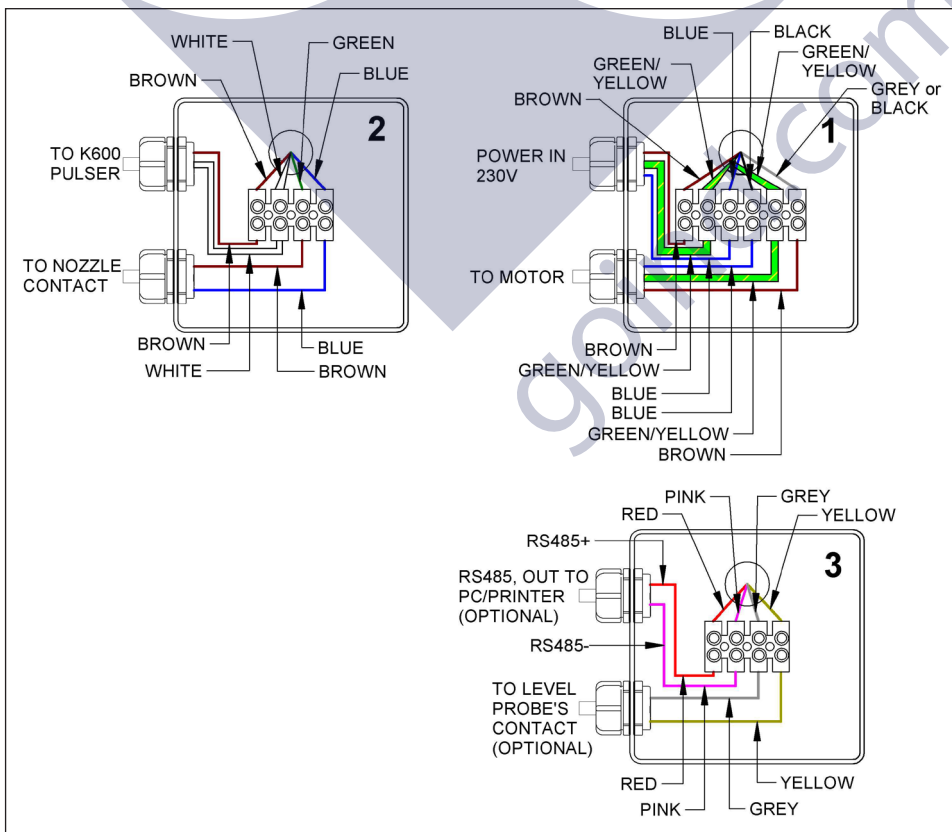 WHITE
GREEN
BROWN
BLUE
2
TO K600
PULSER
TO NOZZLE
CONTACT
BROWN
BLUE
WHITE
BROWN
BLUE
BLACK
GREEN/
YELLOW
GREEN/
YELLOW
BROWN
GREY or
BLACK
1
POWER IN
230V
TO MOTOR
BROWN
GREEN/YELLOW
BLUE
BLUE
GREEN/YELLOW
BROWN
PINK
GREY
RED
YELLOW
3
RS485+
RS485, OUT TO
PC/PRINTER
(OPTIONAL)
RS485-
TO LEVEL
PROBE'S
CONTACT
(OPTIONAL)
RED
YELLOW
PINK
GREY